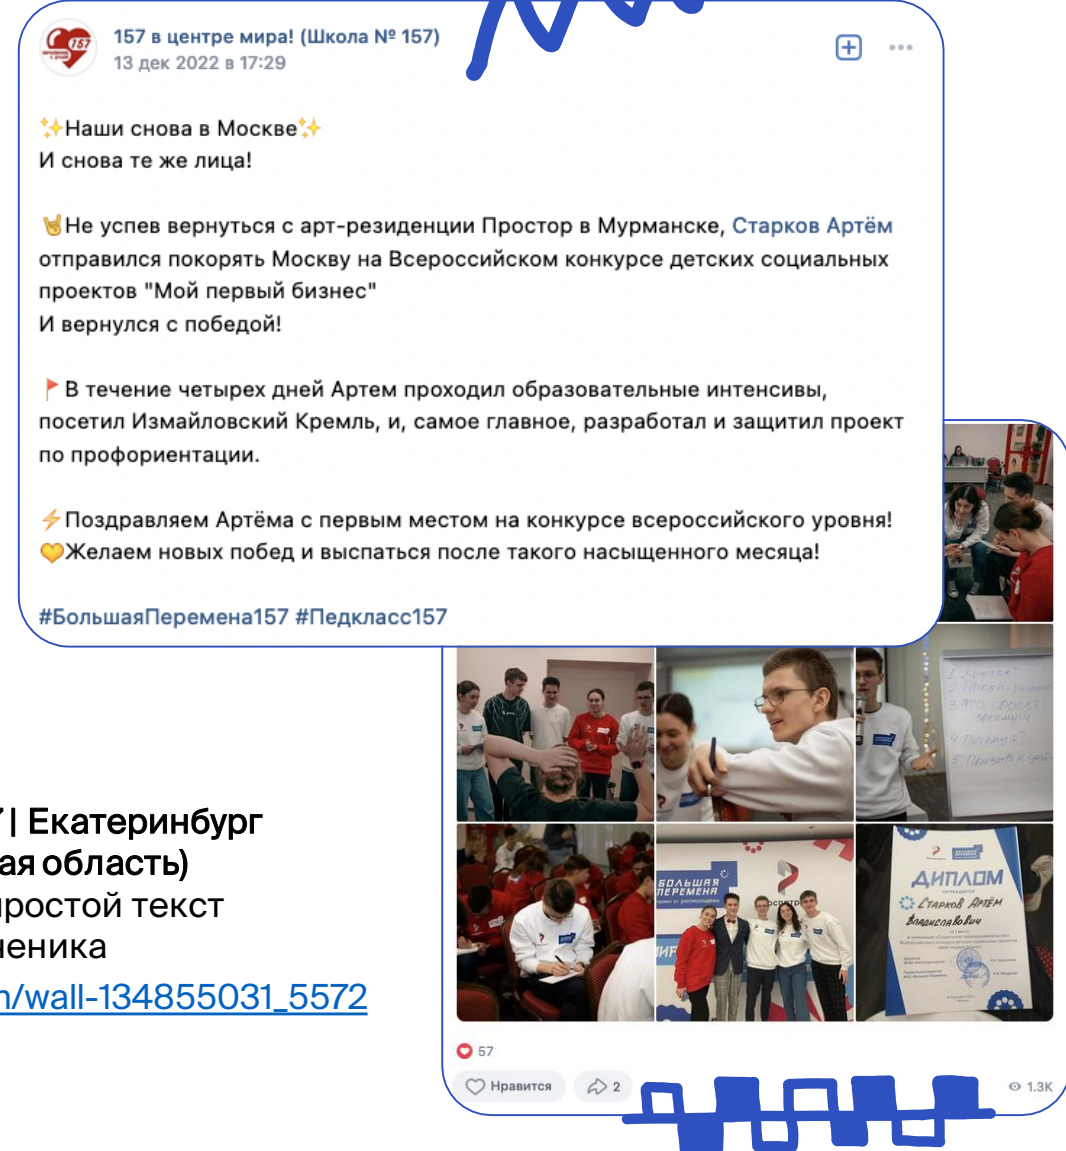 157 в центре мира! (Школа № 157)
13 дек 2022 в 17:29
✨Наши снова в Москве✨
И снова те же лица!
🤘Не успев вернуться с арт-резиденции Простор в Мурманске, Старков Артём
отправился покорять Москву на Всероссийском конкурсе детских социальных
проектов "Мой первый бизнес"
И вернулся с победой!
🚩В течение четырех дней Артем проходил образовательные интенсивы,
посетил Измайловский Кремль, и, самое главное, разработал и защитил проект
по профориентации.
⚡Поздравляем Артёма с первым местом на конкурсе всероссийского уровня!
💛Желаем новых побед и выспаться после такого насыщенного месяца!
#БольшаяПеремена157 #Педкласс157
| Екатеринбург
ая область)
простой текст
ченика
/wall-134855031_5572
БОЛЬШАЯ
ПЕРЕМЕНА
ДИПЛОМ
СТАРКОВ АРТЁМ
ВЛАДИСЛАВОВИЧ
57
Нравится
2
1.3K